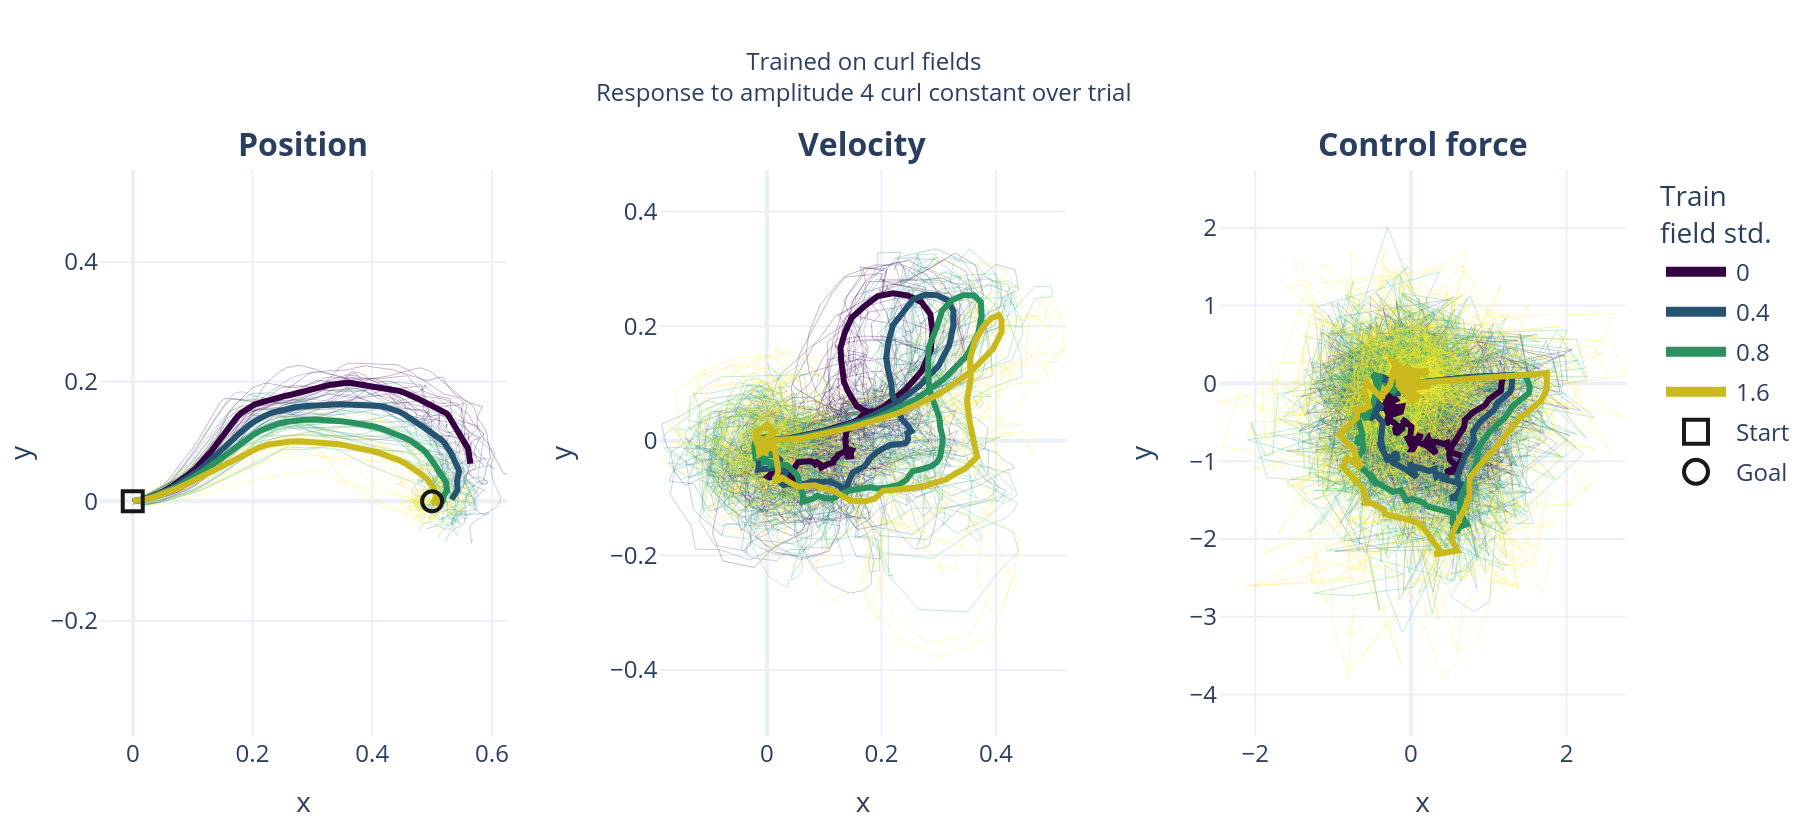 Trained on curl fields
Response to amplitude 4 curl constant over trial
Position
Velocity
Control force
y
0.4
0.2
0
−0.2
0
0.2
0.4
0.6
x
y
0.4
0.2
0
−0.2
−0.4
0
0.2
0.4
x
y
2
1
0
−1
−2
−3
−4
−2
0
2
x
Train
field std.
0
0.4
0.8
1.6
Start
Goal